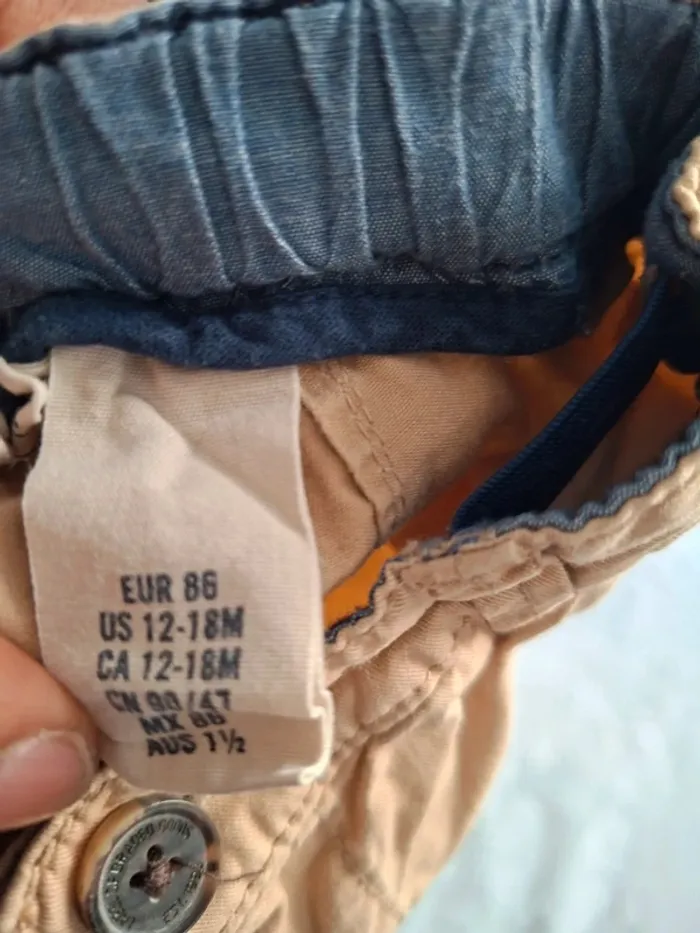 EUR 86
US 12-18M
CA 12-18M
CN 90/47
MX 86
AUS 1½